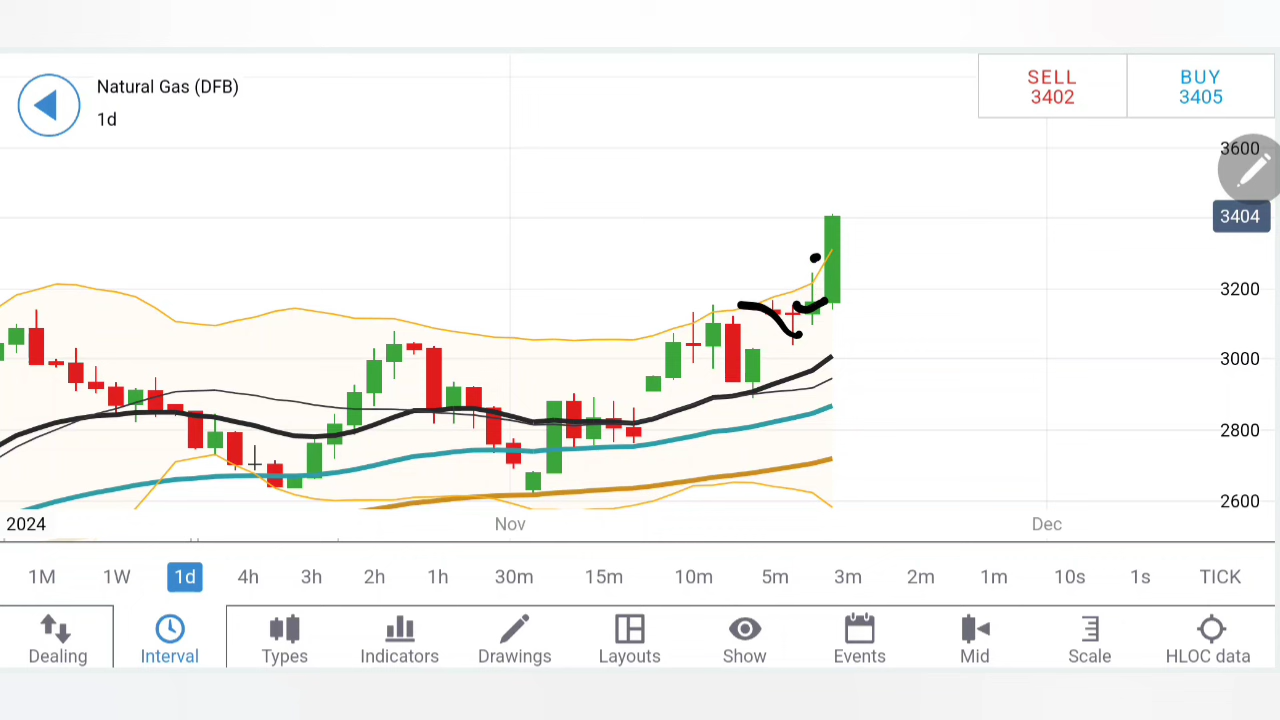 Natural Gas (DFB)
1d
SELL
3402
BUY
3405
3600
3404
3200
3000
2800
2600
2024 Nov Dec
1M 1W 1d 4h 3h 2h 1h 30m 15m 10m 5m 3m 2m 1m 10s 1s TICK
Dealing Interval Types Indicators Drawings Layouts Show Events Mid Scale HLOC data